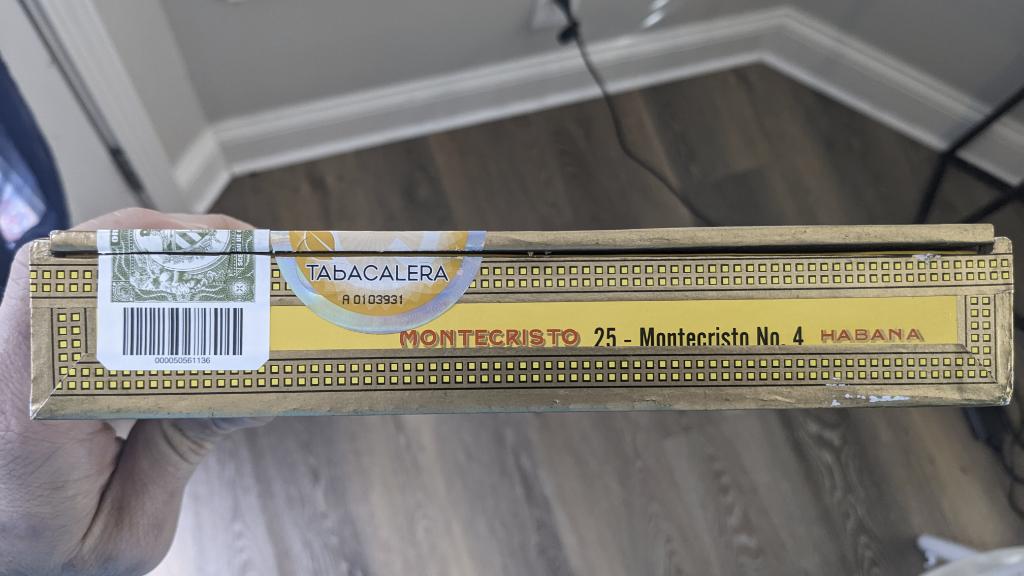 TAbACALERA
A 0103931
000050561136
MONTECRISTO 25 - Montecristo No. 4 HABANA